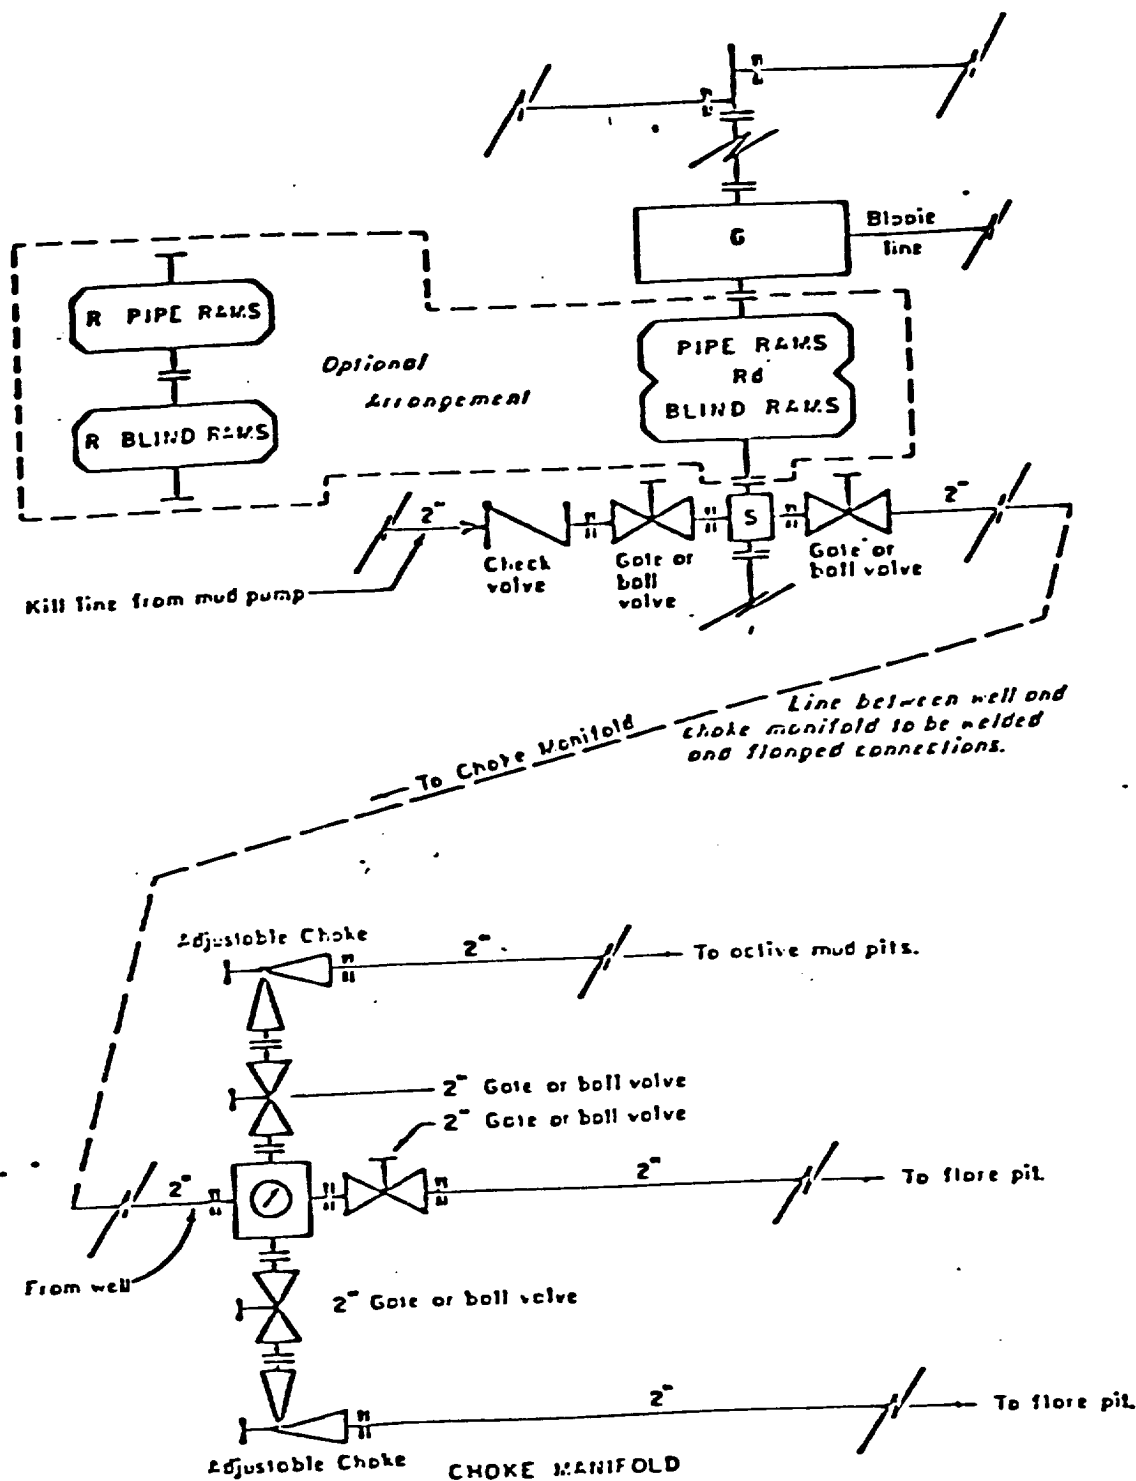 G
Blooie
line
R PIPE RAMS
R BLIND RAMS
Optional
Arrangement
PIPE RAMS
Rd
BLIND RAMS
2"
S
2"
Check
valve
Gate or
ball
valve
Gate or
ball valve
Kill line from mud pump
Line between well and
choke manifold to be welded
and flanged connections.
To Choke Manifold
Adjustable Choke
2"
To active mud pits.
2" Gate or ball valve
2" Gate or ball valve
2"
2"
To flare pit.
From well
2" Gate or ball valve
2"
To flare pit.
Adjustable Choke
CHOKE MANIFOLD